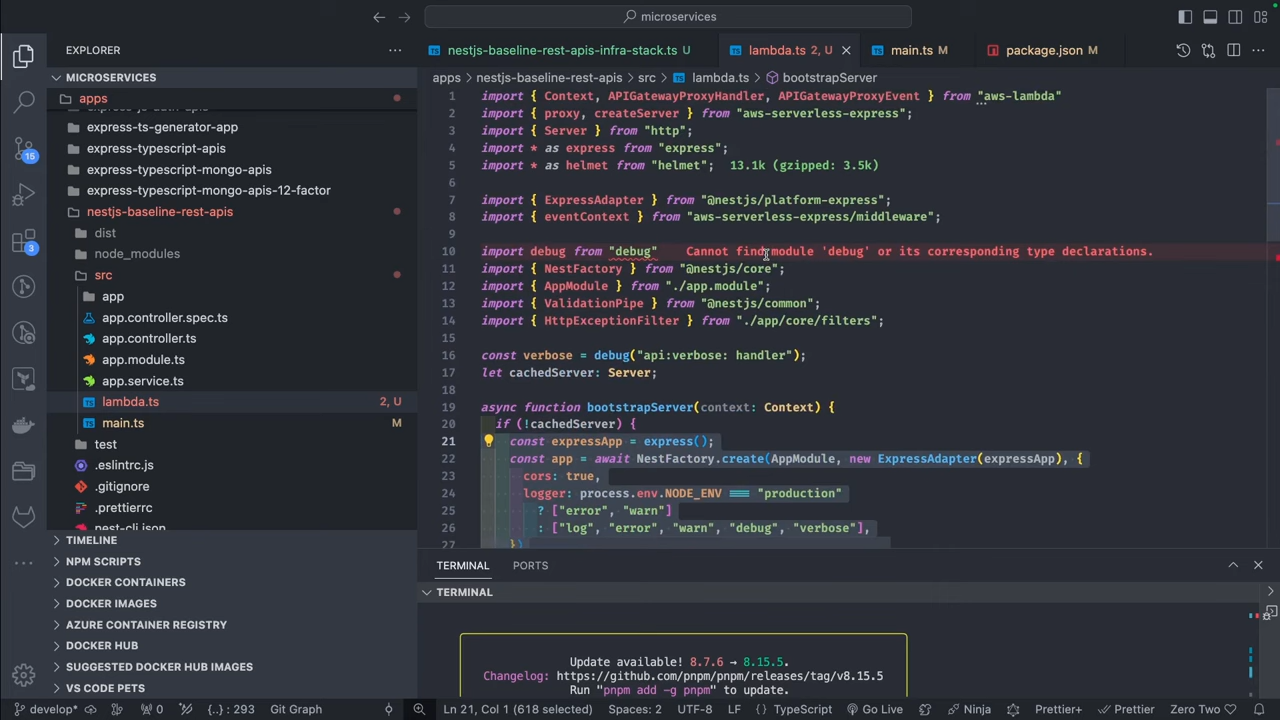 microservices
EXPLORER
nestjs-baseline-rest-apis-infra-stack.ts U
lambda.ts 2, U
main.ts M
package.json M
MICROSERVICES
apps > nestjs-baseline-rest-apis > src > lambda.ts > bootstrapServer
apps
express-ts-generator-app
express-typescript-apis
express-typescript-mongo-apis
express-typescript-mongo-apis-12-factor
nestjs-baseline-rest-apis
dist
node_modules
src
app
app.controller.spec.ts
app.controller.ts
app.module.ts
app.service.ts
lambda.ts 2, U
main.ts M
test
.eslintrc.js
.gitignore
.prettierrc
nest-cli.json
TIMELINE
NPM SCRIPTS
DOCKER CONTAINERS
DOCKER IMAGES
AZURE CONTAINER REGISTRY
DOCKER HUB
SUGGESTED DOCKER HUB IMAGES
VS CODE PETS
15
3
1 import { Context, APIGatewayProxyHandler, APIGatewayProxyEvent } from "aws-lambda"
2 import { proxy, createServer } from "aws-serverless-express";
3 import { Server } from "http";
4 import * as express from "express";
5 import * as helmet from "helmet"; 13.1k (gzipped: 3.5k)
6
7 import { ExpressAdapter } from "@nestjs/platform-express";
8 import { eventContext } from "aws-serverless-express/middleware";
9
10 import debug from "debug" Cannot find module 'debug' or its corresponding type declarations.
11 import { NestFactory } from "@nestjs/core";
12 import { AppModule } from "./app.module";
13 import { ValidationPipe } from "@nestjs/common";
14 import { HttpExceptionFilter } from "./app/core/filters";
15
16 const verbose = debug("api:verbose: handler");
17 let cachedServer: Server;
18
19 async function bootstrapServer(context: Context) {
20 if (!cachedServer) {
21 const expressApp = express();
22 const app = await NestFactory.create(AppModule, new ExpressAdapter(expressApp), {
23 cors: true,
24 logger: process.env.NODE_ENV === "production"
25 ? ["error", "warn"]
26 : ["log", "error", "warn", "debug", "verbose"],
27 })
TERMINAL PORTS
TERMINAL
Update available! 8.7.6 → 8.15.5.
Changelog: https://github.com/pnpm/pnpm/releases/tag/v8.15.5
Run "pnpm add -g pnpm" to update.
develop* 0 {..} : 293 Git Graph Ln 21, Col 1 (618 selected) Spaces: 2 UTF-8 LF {} TypeScript Go Live Ninja Prettier+ Zero Two Prettier